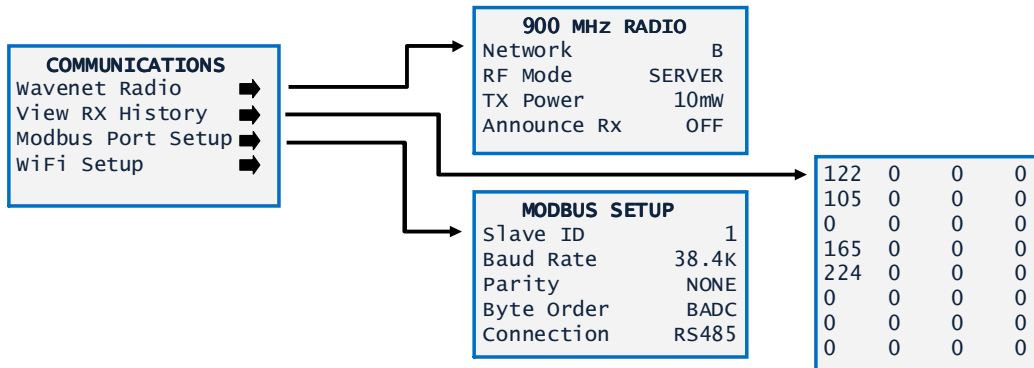 COMMUNICATIONS
Wavenet Radio
View RX History
Modbus Port Setup
WiFi Setup
900 MHz RADIO
Network B
RF Mode SERVER
TX Power 10mW
Announce Rx OFF
MODBUS SETUP
Slave ID 1
Baud Rate 38.4K
Parity NONE
Byte Order BADC
Connection RS485
122 0 0 0
105 0 0 0
0 0 0 0
165 0 0 0
224 0 0 0
0 0 0 0
0 0 0 0
0 0 0 0